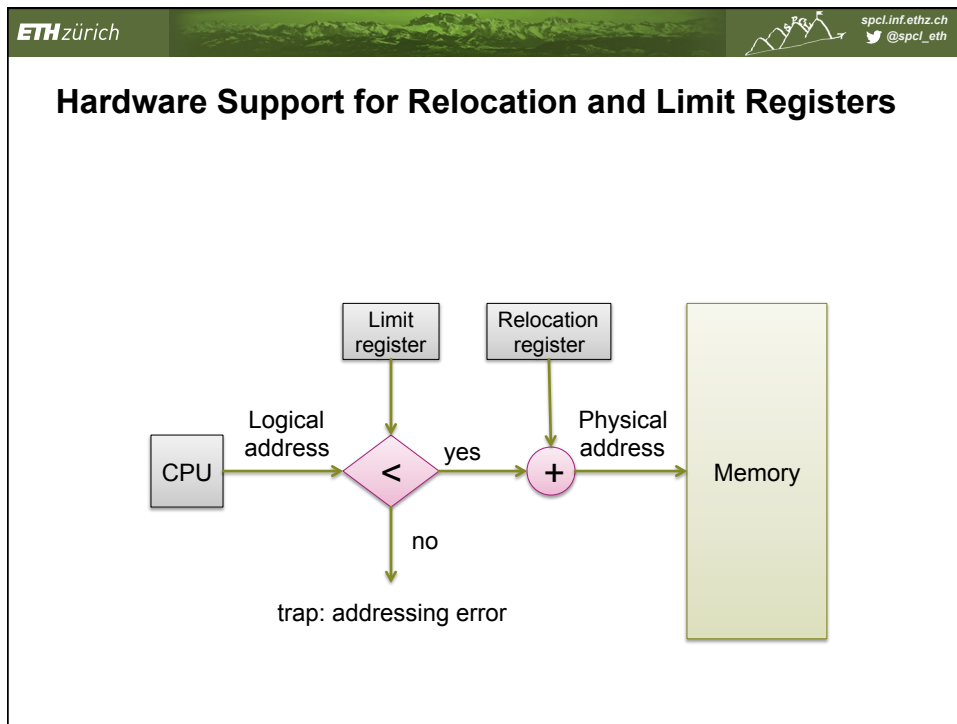 ETH zürich
spcl.inf.ethz.ch
@spcl_eth
Hardware Support for Relocation and Limit Registers
Limit
register
Relocation
register
Logical
address
Physical
address
CPU
<
yes
+
Memory
no
trap: addressing error